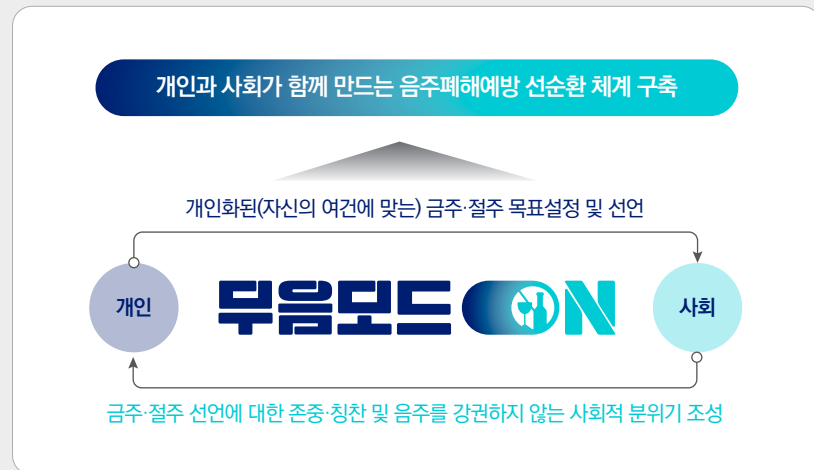 개인과 사회가 함께 만드는 음주폐해예방 선순환 체계 구축
개인화된(자신의 여건에 맞는) 금주·절주 목표설정 및 선언
개인
무음모드 ON
사회
금주·절주 선언에 대한 존중·칭찬 및 음주를 강권하지 않는 사회적 분위기 조성